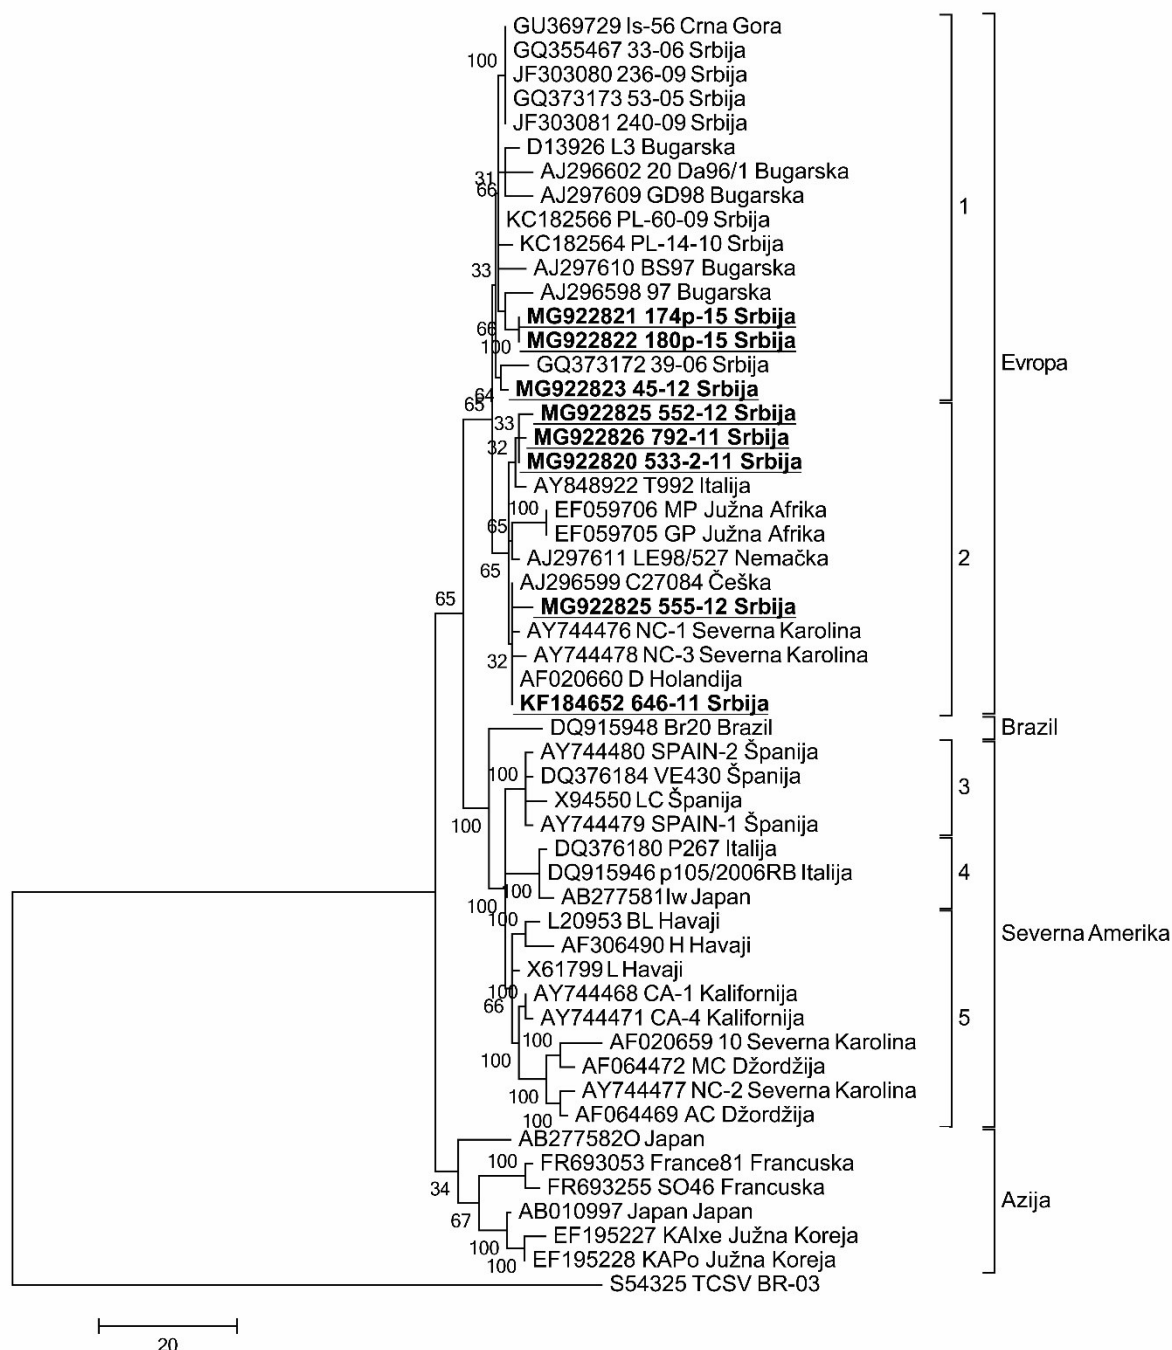 GU369729 Is-56 Crna Gora
100
GQ355467 33-06 Srbija
JF303080 236-09 Srbija
GQ373173 53-05 Srbija
JF303081 240-09 Srbija
D13926 L3 Bugarska
31
AJ296602 20 Da96/1 Bugarska
66
AJ297609 GD98 Bugarska
1
KC182566 PL-60-09 Srbija
KC182564 PL-14-10 Srbija
33
AJ297610 BS97 Bugarska
AJ296598 97 Bugarska
MG922821 174p-15 Srbija
66
MG922822 180p-15 Srbija
100
GQ373172 39-06 Srbija
Evropa
MG922823 45-12 Srbija
64
65
MG922825 552-12 Srbija
33
MG922826 792-11 Srbija
32
MG922820 533-2-11 Srbija
AY848922 T992 Italija
EF059706 MP Južna Afrika
100
65
EF059705 GP Južna Afrika
AJ297611 LE98/527 Nemačka
2
65
AJ296599 C27084 Češka
65
MG922825 555-12 Srbija
AY744476 NC-1 Severna Karolina
AY744478 NC-3 Severna Karolina
32
AF020660 D Holandija
KF184652 646-11 Srbija
DQ915948 Br20 Brazil
Brazil
AY744480 SPAIN-2 Španija
100
DQ376184 VE430 Španija
3
X94550 LC Španija
AY744479 SPAIN-1 Španija
100
DQ376180 P267 Italija
DQ915946 p105/2006RB Italija
4
100
AB277581Iw Japan
100
L20953 BL Havaji
100
Severna Amerika
AF306490 H Havaji
X61799 L Havaji
AY744468 CA-1 Kalifornija
100
66
AY744471 CA-4 Kalifornija
5
AF020659 10 Severna Karolina
100
AF064472 MC Džordžija
100
AY744477 NC-2 Severna Karolina
100
AF064469 AC Džordžija
100
AB277582O Japan
FR693053 France81 Francuska
100
FR693255 SO46 Francuska
34
Azija
AB010997 Japan Japan
67
EF195227 KAlxe Južna Koreja
100
EF195228 KAPo Južna Koreja
100
S54325 TCSV BR-03
20